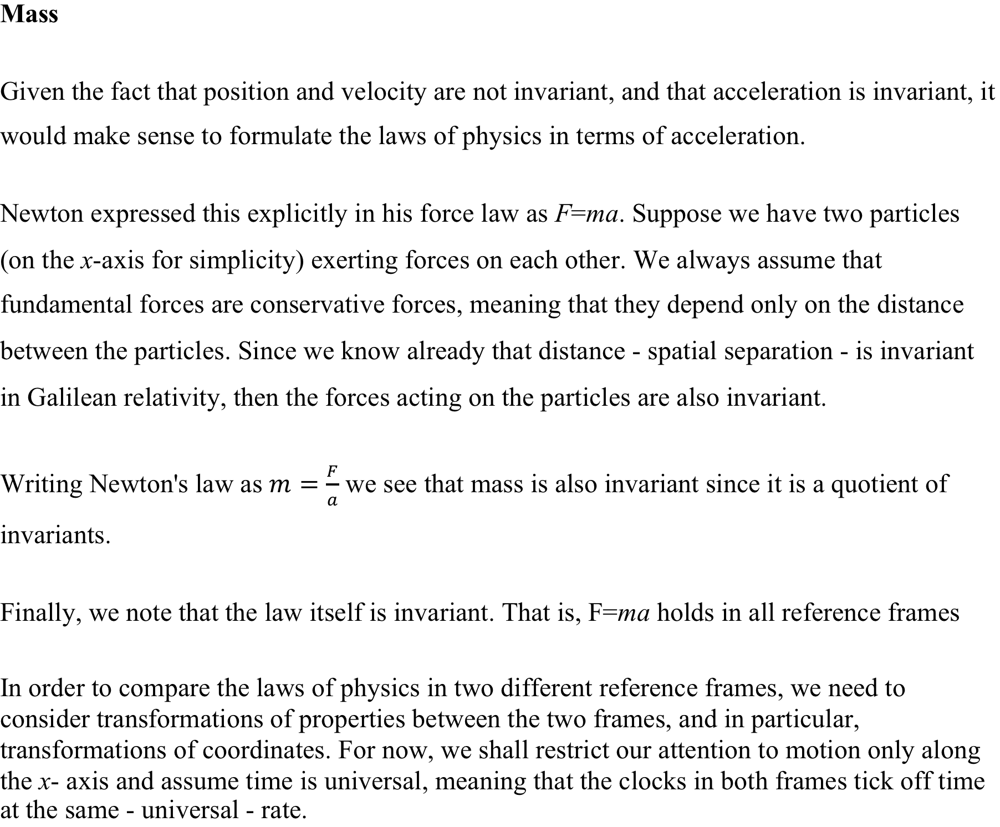 Mass
Given the fact that position and velocity are not invariant, and that acceleration is invariant, it
would make sense to formulate the laws of physics in terms of acceleration.
Newton expressed this explicitly in his force law as F=ma. Suppose we have two particles
(on the x-axis for simplicity) exerting forces on each other. We always assume that
fundamental forces are conservative forces, meaning that they depend only on the distance
between the particles. Since we know already that distance - spatial separation - is invariant
in Galilean relativity, then the forces acting on the particles are also invariant.
Writing Newton's law as m = F/a we see that mass is also invariant since it is a quotient of
invariants.
Finally, we note that the law itself is invariant. That is, F=ma holds in all reference frames
In order to compare the laws of physics in two different reference frames, we need to
consider transformations of properties between the two frames, and in particular,
transformations of coordinates. For now, we shall restrict our attention to motion only along
the x- axis and assume time is universal, meaning that the clocks in both frames tick off time
at the same - universal - rate.